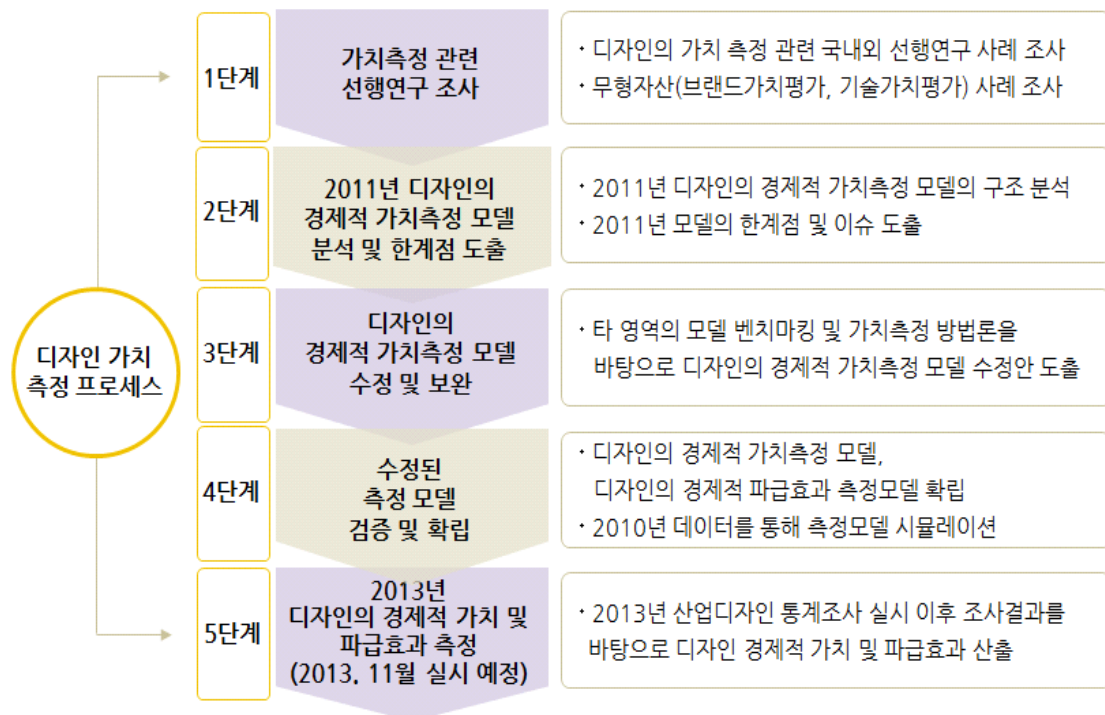 디자인 가치
측정 프로세스
1단계
가치측정 관련
선행연구 조사
· 디자인의 가치 측정 관련 국내외 선행연구 사례 조사
· 무형자산(브랜드가치평가, 기술가치평가) 사례 조사
2단계
2011년 디자인의
경제적 가치측정 모델
분석 및 한계점 도출
· 2011년 디자인의 경제적 가치측정 모델의 구조 분석
· 2011년 모델의 한계점 및 이슈 도출
3단계
디자인의
경제적 가치측정 모델
수정 및 보완
· 타 영역의 모델 벤치마킹 및 가치측정 방법론을
바탕으로 디자인의 경제적 가치측정 모델 수정안 도출
4단계
수정된
측정 모델
검증 및 확립
· 디자인의 경제적 가치측정 모델,
디자인의 경제적 파급효과 측정모델 확립
· 2010년 데이터를 통해 측정모델 시뮬레이션
5단계
2013년
디자인의 경제적 가치 및
파급효과 측정
(2013. 11월 실시 예정)
· 2013년 산업디자인 통계조사 실시 이후 조사결과를
바탕으로 디자인 경제적 가치 및 파급효과 산출